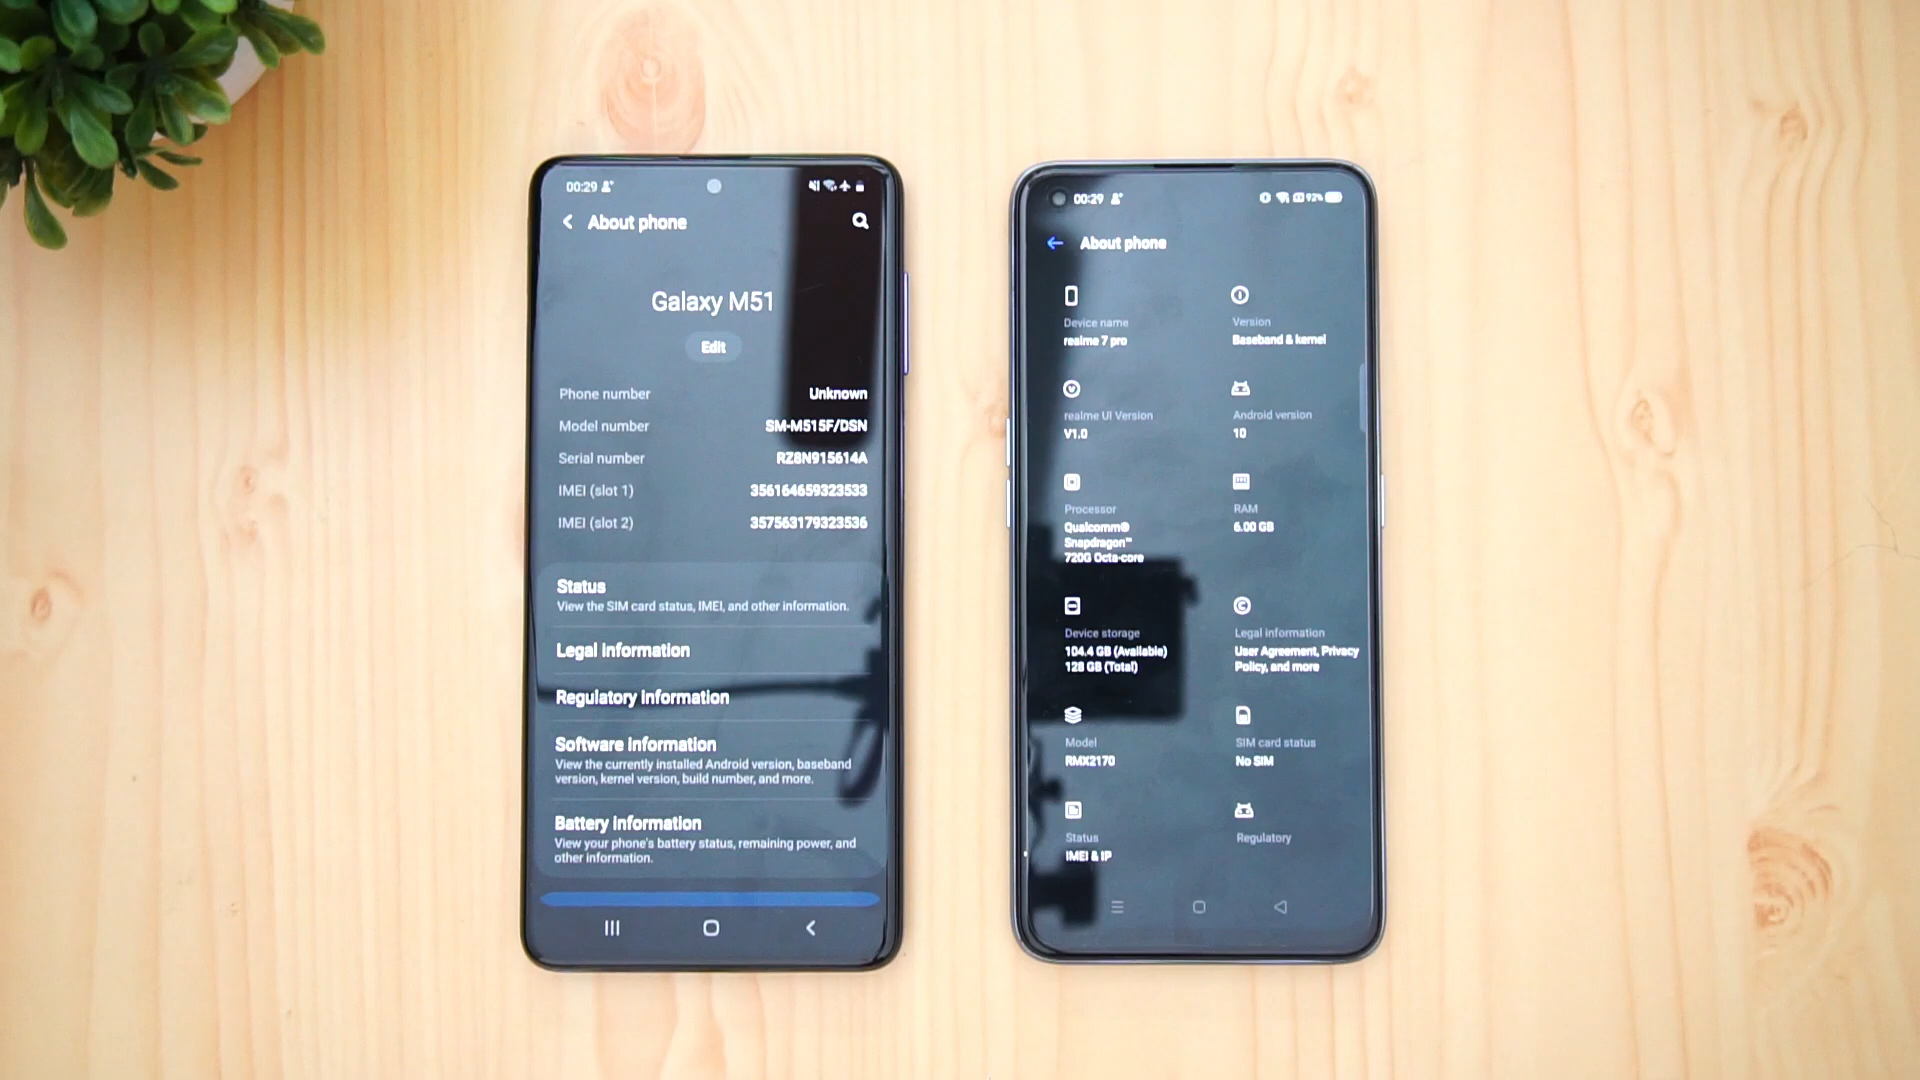 00:29
About phone
Galaxy M51
Edit
Phone number Unknown
Model number SM-M515F/DSN
Serial number RZ8N915614A
IMEI (slot 1) 356164659323533
IMEI (slot 2) 357563179323536
Status
View the SIM card status, IMEI, and other information.
Legal information
Regulatory information
Software information
View the currently installed Android version, baseband
version, kernel version, build number, and more.
Battery information
View your phone's battery status, remaining power, and
other information.
00:29 92%
About phone
Device name
realme 7 pro
Version
Baseband & kernel
realme UI Version
V1.0
Android version
10
Processor
Qualcomm®
Snapdragon™
720G Octa-core
RAM
6.00 GB
Device storage
104.4 GB (Available)
128 GB (Total)
Legal information
User Agreement, Privacy
Policy, and more
Model
RMX2170
SIM card status
No SIM
Status
IMEI & IP
Regulatory